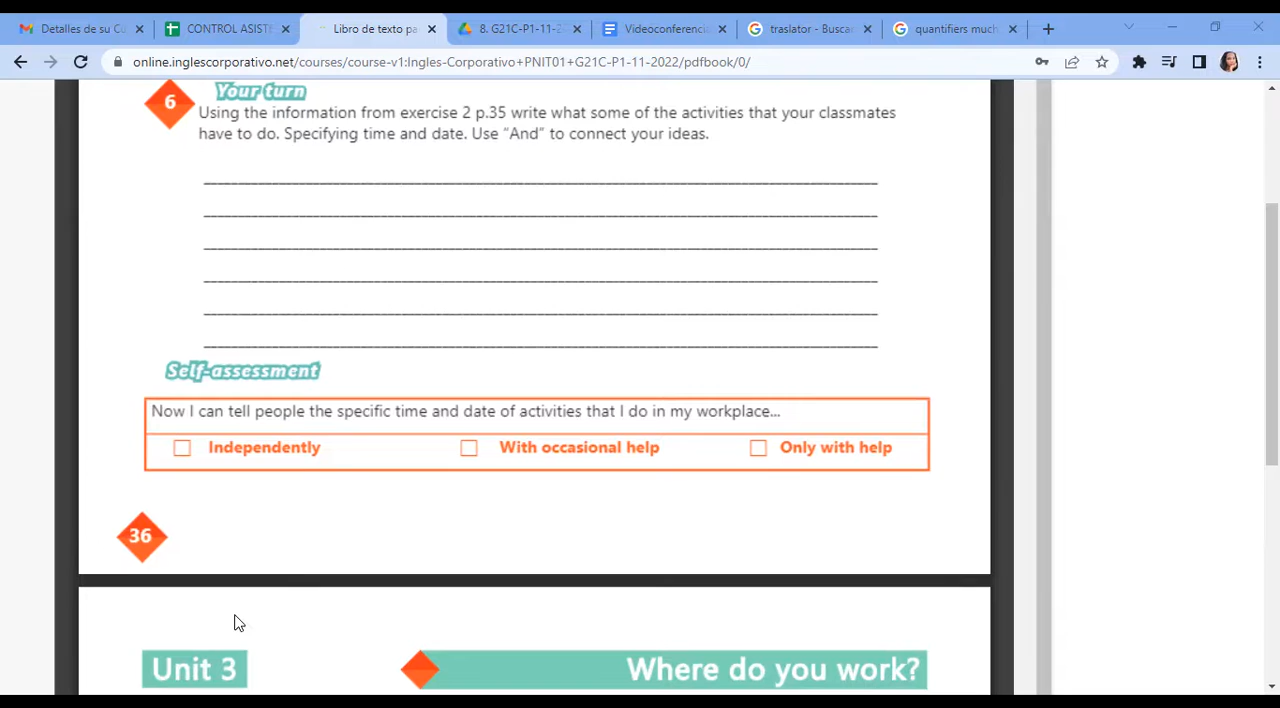 Detalles de su Cu
CONTROL ASIST
Libro de texto pa
8. G21C-P1-11-2
Videoconferenci
traslator - Buscar
quantifiers much
online.inglescorporativo.net/courses/course-v1:Ingles-Corporativo+PNIT01+G21C-P1-11-2022/pdfbook/0/
6
Your turn
Using the information from exercise 2 p.35 write what some of the activities that your classmates
have to do. Specifying time and date. Use “And” to connect your ideas.
Self-assessment
Now I can tell people the specific time and date of activities that I do in my workplace...
Independently
With occasional help
Only with help
36
Unit 3
Where do you work?